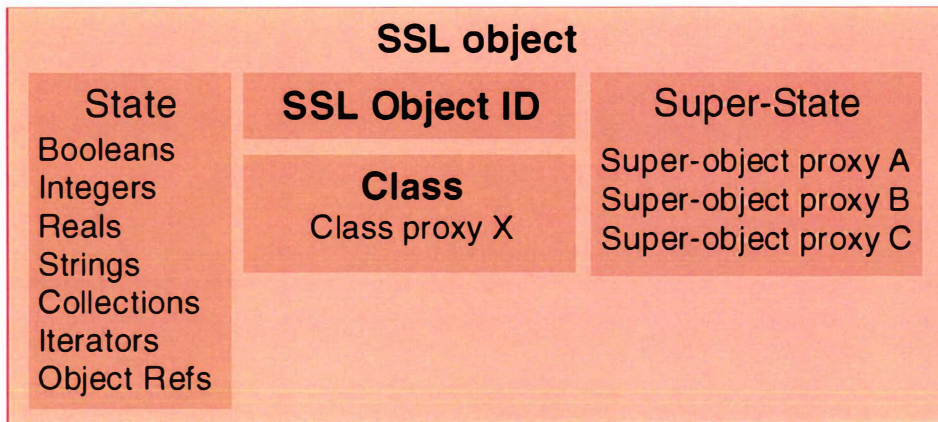 SSL object
State
Booleans
Integers
Reals
Strings
Collections
Iterators
Object Refs
SSL Object ID
Class
Class proxy X
Super-State
Super-object proxy A
Super-object proxy B
Super-object proxy C